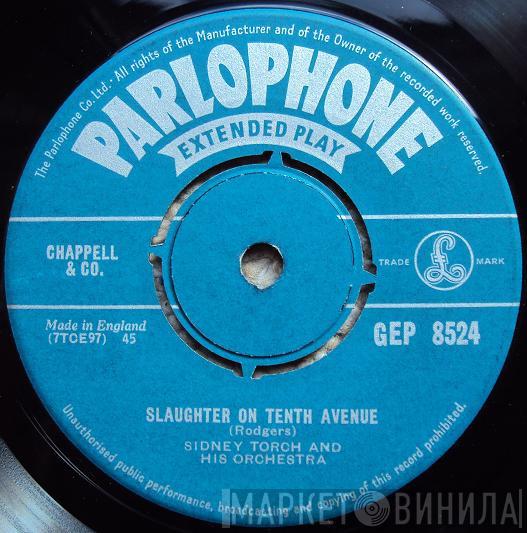 The Parlophone Co. Ltd. · All rights of the Manufacturer and of the Owner of the recorded work reserved.
PARLOPHONE
EXTENDED PLAY
CHAPPELL
& CO.
TRADE £ MARK
Made in England
(7TCE97) 45
GEP 8524
SLAUGHTER ON TENTH AVENUE
(Rodgers)
SIDNEY TORCH AND
HIS ORCHESTRA
Unauthorised public performance, broadcasting and copying of this record prohibited.
МАРКЕТ ВИНИЛА